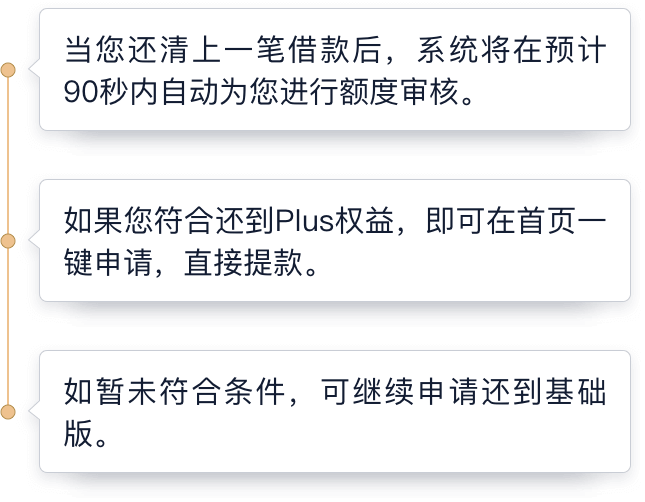 当您还清上一笔借款后，系统将在预计
90秒内自动为您进行额度审核。
如果您符合还到Plus权益，即可在首页一
键申请，直接提款。
如暂未符合条件，可继续申请还到基础
版。